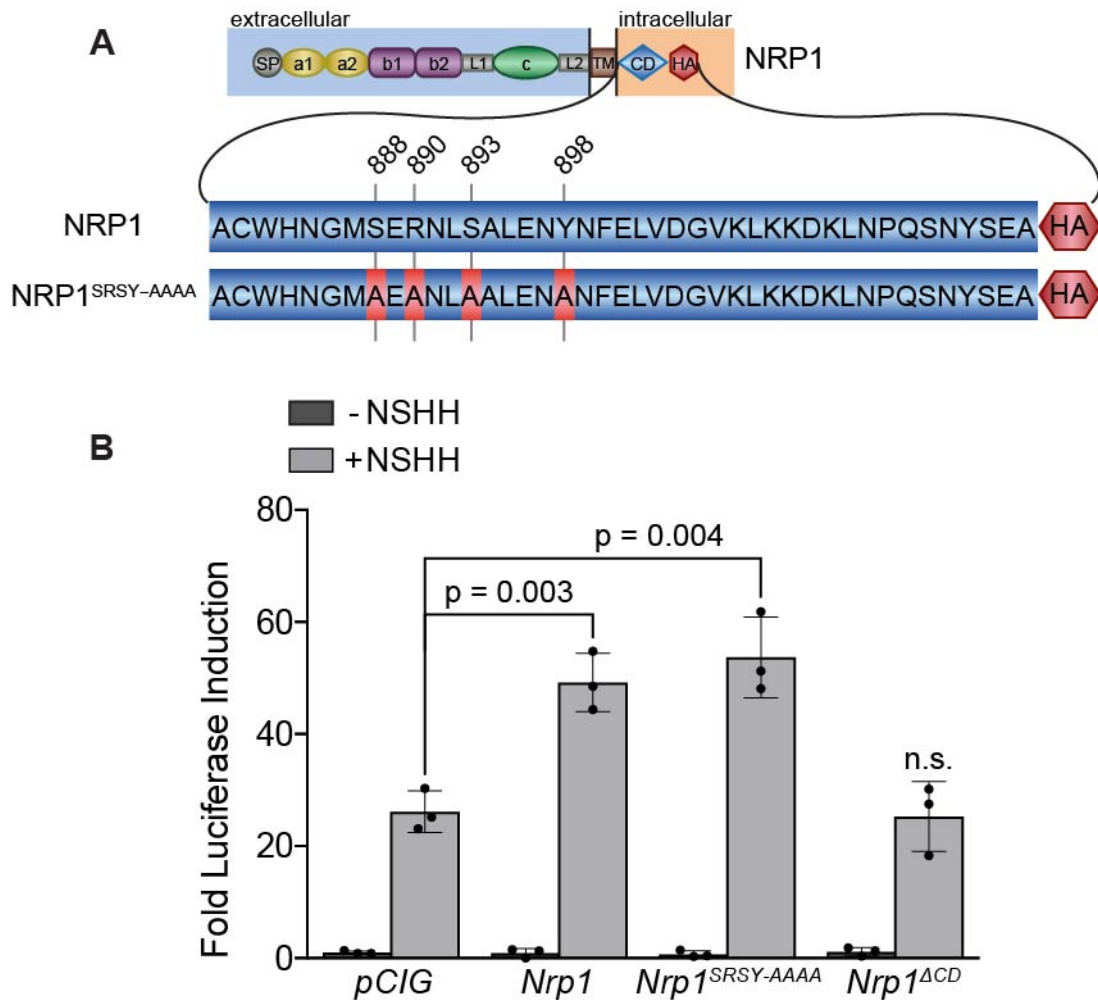 A
extracellular
intracellular
SP a1 a2 b1 b2 L1 c L2 TM CD HA
NRP1
888 890 893 898
NRP1 ACWHNGMSERNLSALENYNFELVDGVKLKKDKLNPQSNYSEA HA
NRP1SRSY-AAAA ACWHNGMAEANLAALENANFELVDGVKLKKDKLNPQSNYSEA HA
B
- NSHH
+NSHH
Fold Luciferase Induction
80
60
40
20
0
p = 0.004
p = 0.003
n.s.
pCIG Nrp1 Nrp1SRSY-AAAA Nrp1ΔCD